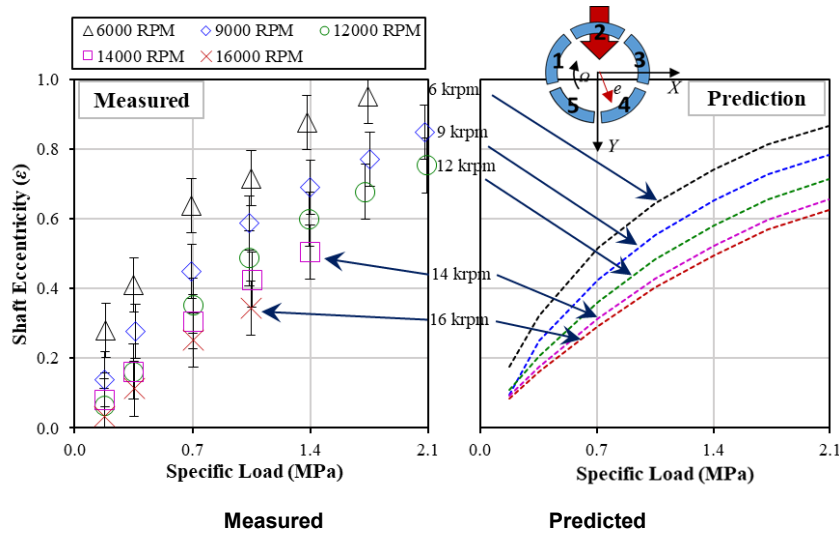 6000 RPM 9000 RPM 12000 RPM
14000 RPM 16000 RPM
Measured
Shaft Eccentricity (ε)
1.0
0.8
0.6
0.4
0.2
0.0
0.0 0.7 1.4 2.1
Specific Load (MPa)
6 krpm
9 krpm
12 krpm
14 krpm
16 krpm
1 2 3
5 4
Ω e X
Y
Prediction
0.0 0.7 1.4 2.1
Specific Load (MPa)
Measured Predicted